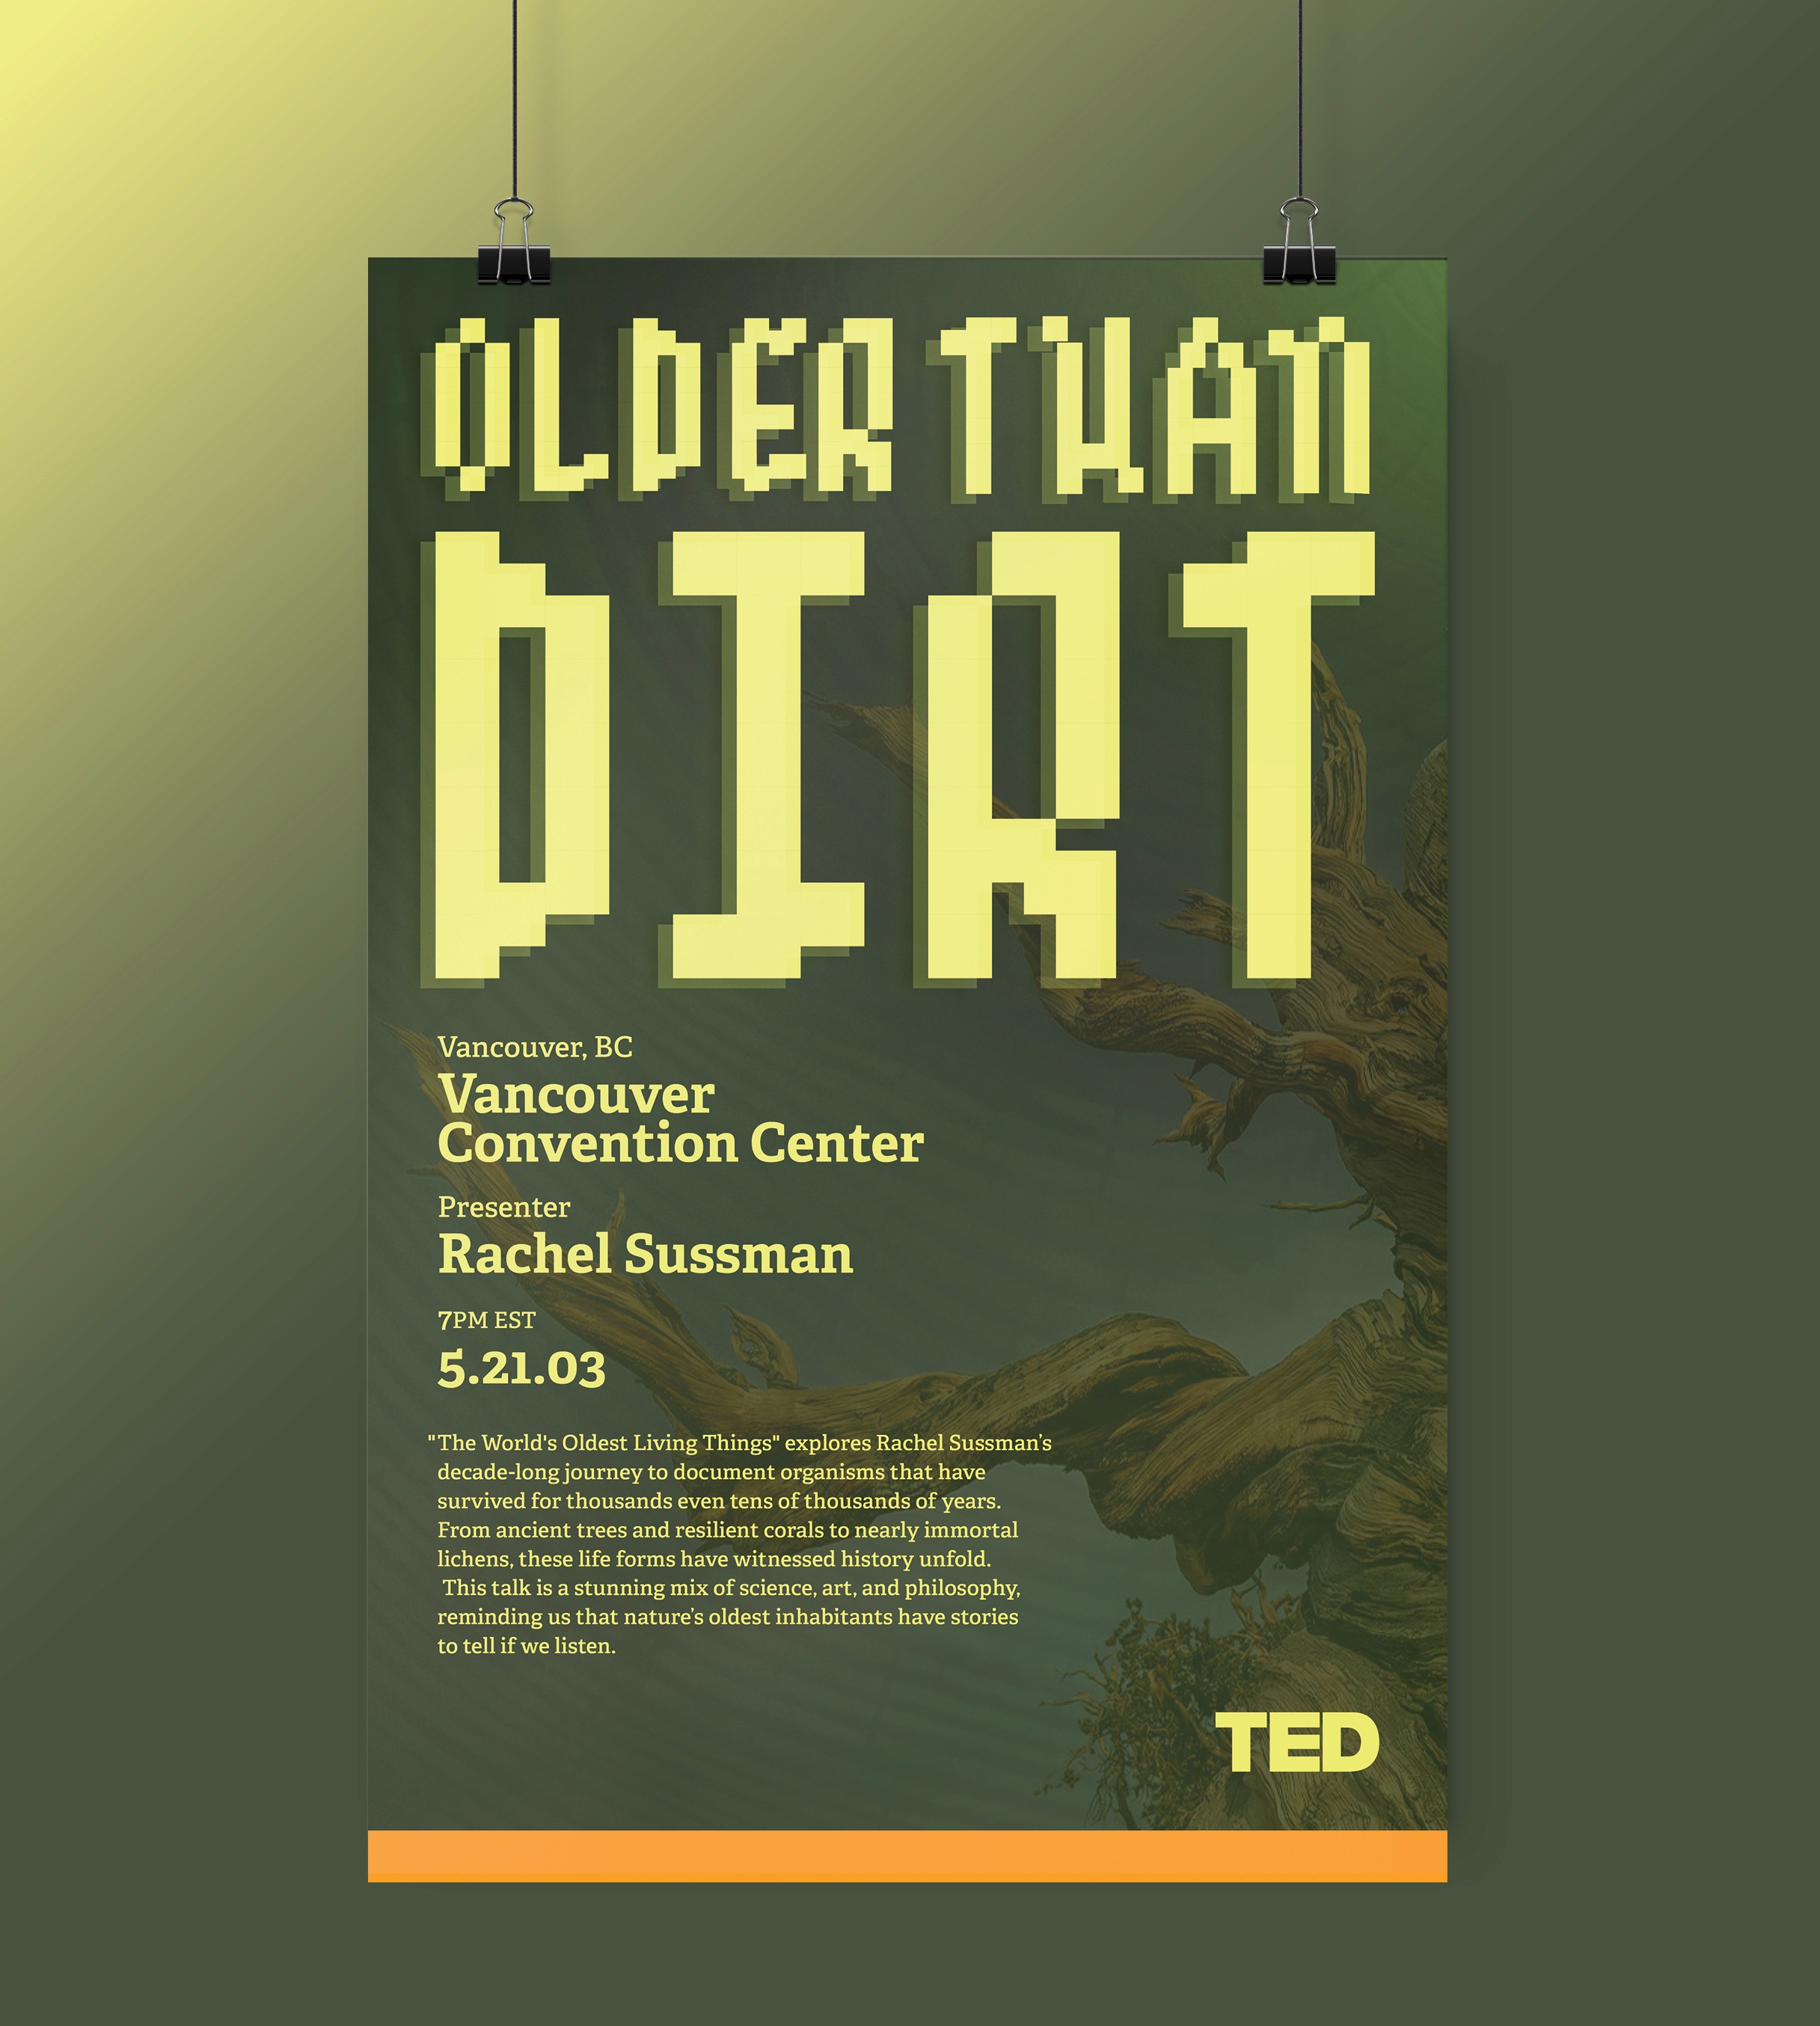 OLDER THAN
DIRT
Vancouver, BC
Vancouver
Convention Center
Presenter
Rachel Sussman
7PM EST
5.21.03
"The World's Oldest Living Things" explores Rachel Sussman’s
decade-long journey to document organisms that have
survived for thousands even tens of thousands of years.
From ancient trees and resilient corals to nearly immortal
lichens, these life forms have witnessed history unfold.
This talk is a stunning mix of science, art, and philosophy,
reminding us that nature’s oldest inhabitants have stories
to tell if we listen.
TED